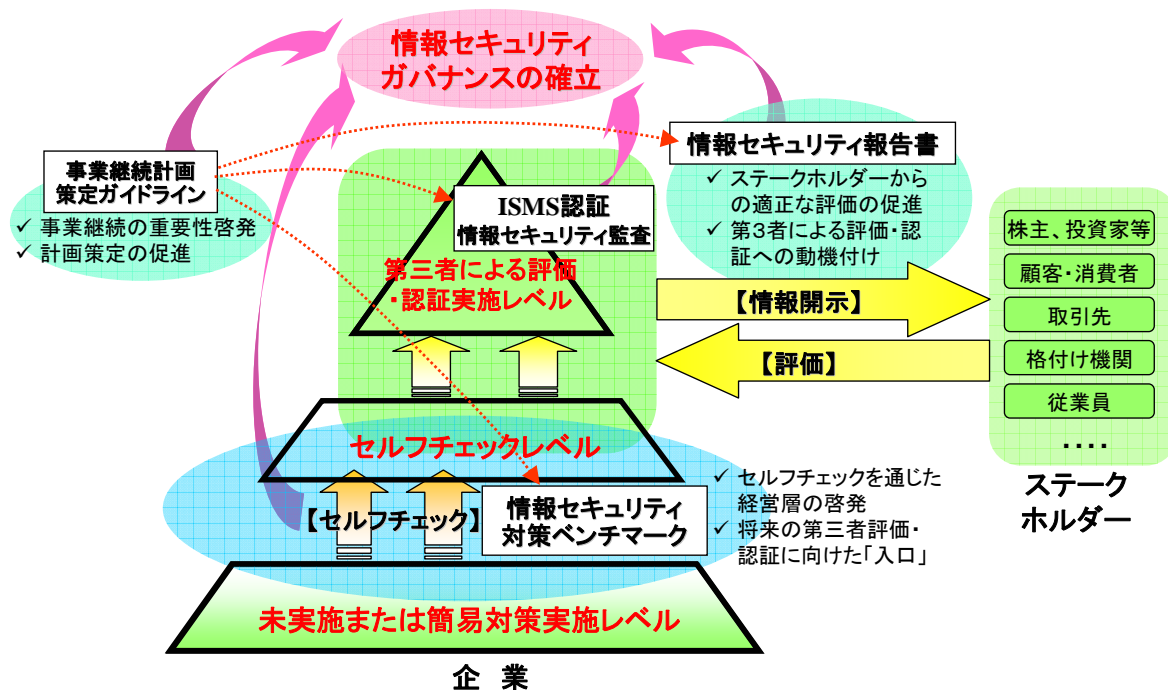 情報セキュリティ
ガバナンスの確立
事業継続計画
策定ガイドライン
✓ 事業継続の重要性啓発
✓ 計画策定の促進
情報セキュリティ報告書
✓ ステークホルダーから
の適正な評価の促進
✓ 第3者による評価・認
証への動機付け
ISMS認証
情報セキュリティ監査
第三者による評価
・認証実施レベル
【情報開示】
【評価】
株主、投資家等
顧客・消費者
取引先
格付け機関
従業員
....
ステーク
ホルダー
セルフチェックレベル
【セルフチェック】
情報セキュリティ
対策ベンチマーク
✓ セルフチェックを通じた
経営層の啓発
✓ 将来の第三者評価・
認証に向けた「入口」
未実施または簡易対策実施レベル
企 業